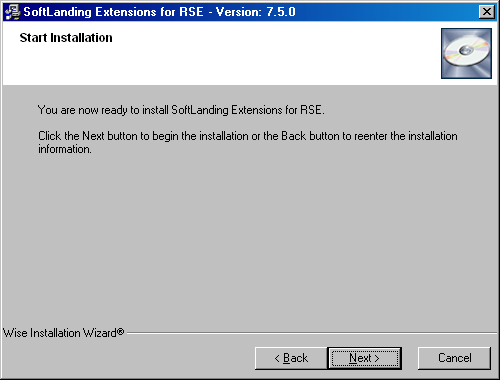 SoftLanding Extensions for RSE - Version: 7.5.0
Start Installation
You are now ready to install SoftLanding Extensions for RSE.
Click the Next button to begin the installation or the Back button to reenter the installation
information.
Wise Installation Wizard®
< Back
Next >
Cancel